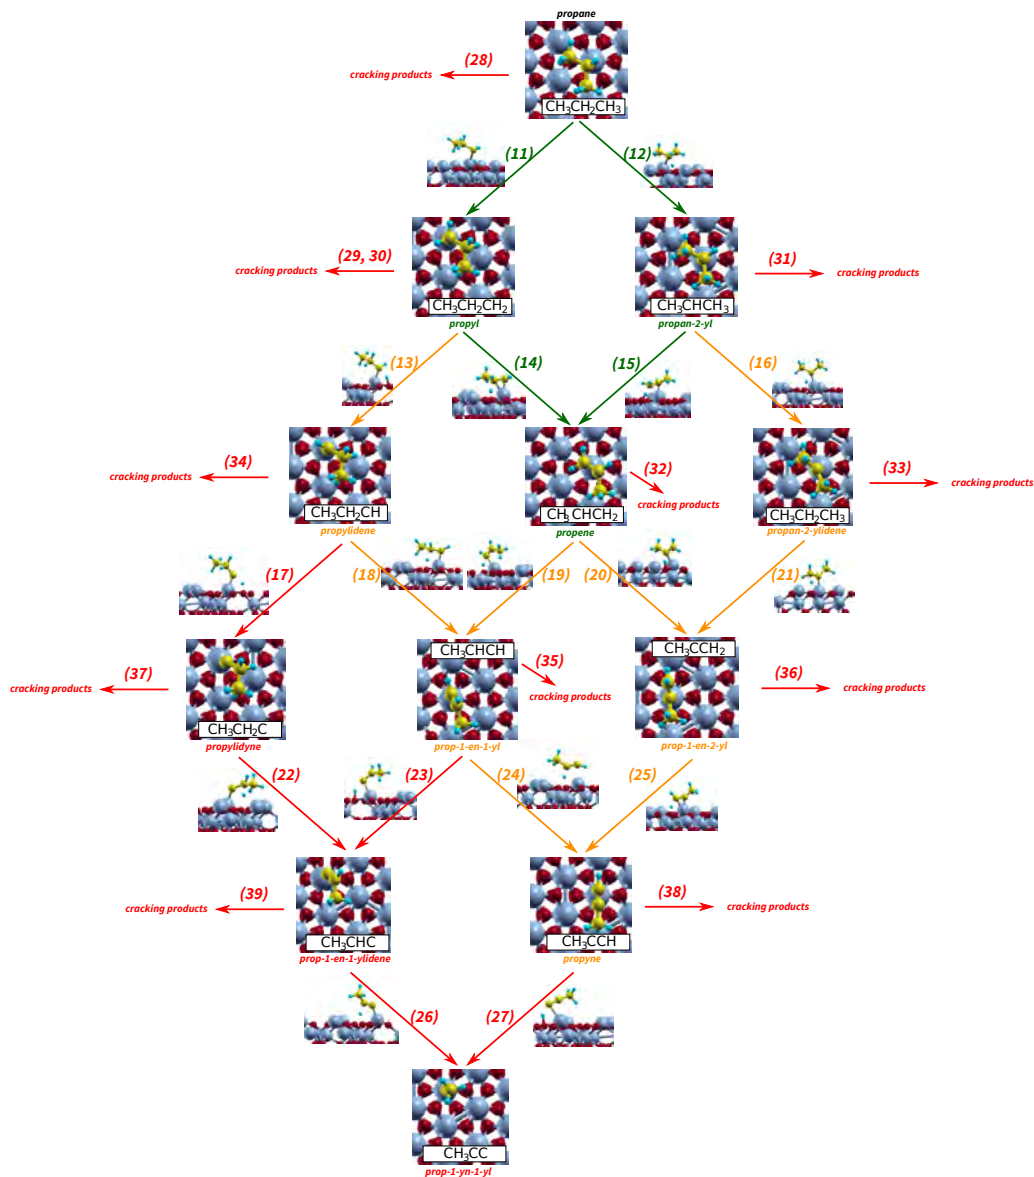 propane
(28)
cracking products
CH₃CH₂CH₃
(11)
(12)
(29, 30)
cracking products
(31)
cracking products
CH₃CH₂CH₂
CH₃CHCH₃
propyl
propan-2-yl
(13)
(14)
(15)
(16)
(34)
cracking products
(32)
cracking products
(33)
cracking products
CH₃CH₂CH
CH₃CHCH₂
CH₃CH₂CH₃
propylidene
propene
propan-2-ylidene
(17)
(18)
(19)
(20)
(21)
CH₃CHCH
CH₃CCH₂
(37)
cracking products
(35)
cracking products
(36)
cracking products
CH₃CH₂C
propylidyne
prop-1-en-1-yl
prop-1-en-2-yl
(22)
(23)
(24)
(25)
(39)
cracking products
(38)
cracking products
CH₃CHC
CH₃CCH
prop-1-en-1-ylidene
propyne
(26)
(27)
CH₃CC
prop-1-yn-1-yl